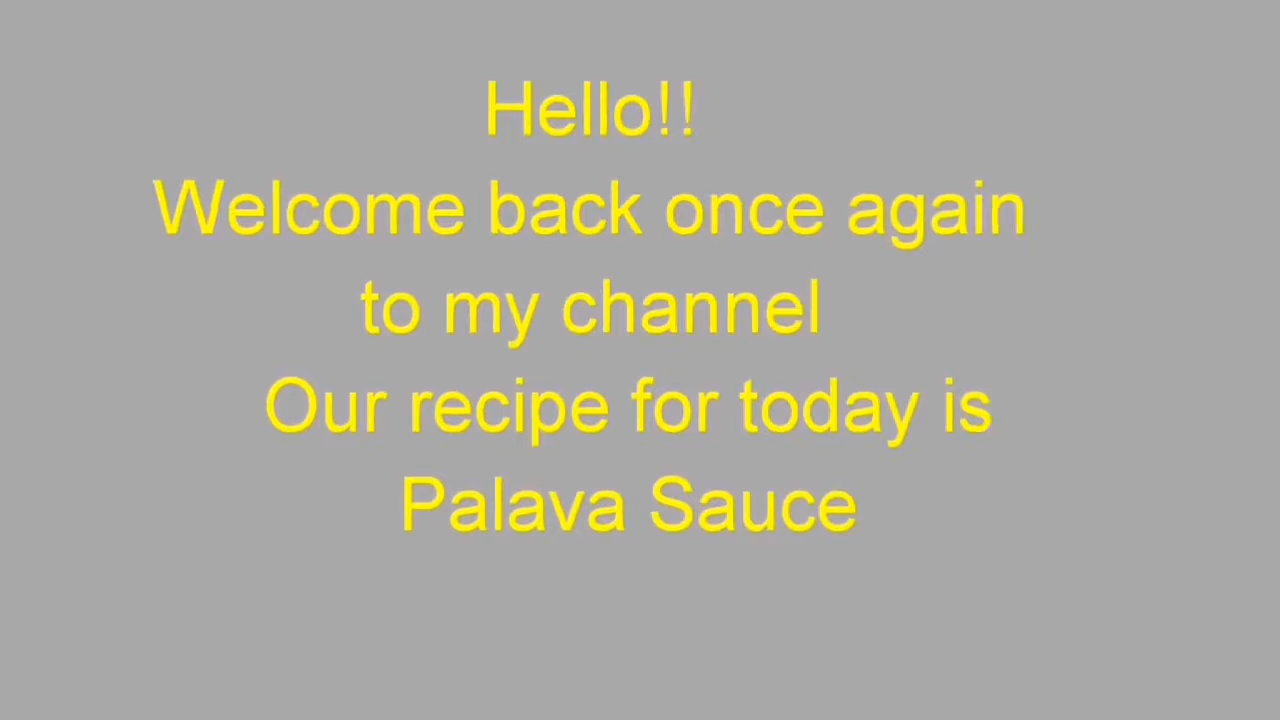 Hello!!
Welcome back once again
to my channel
Our recipe for today is
Palava Sauce